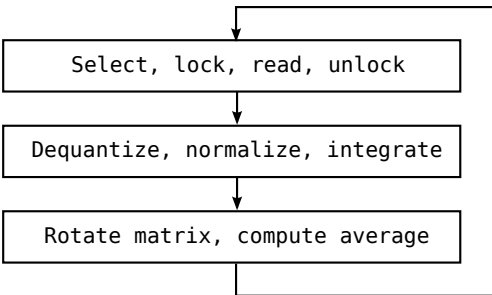 Select, lock, read, unlock
Dequantize, normalize, integrate
Rotate matrix, compute average